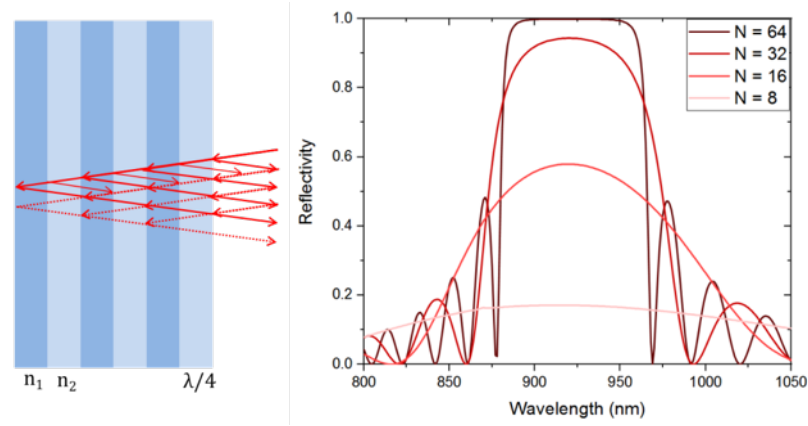 n₁ n₂ λ/4
1.0
0.8
0.6
0.4
0.2
0.0
Reflectivity
N = 64
N = 32
N = 16
N = 8
800 850 900 950 1000 1050
Wavelength (nm)